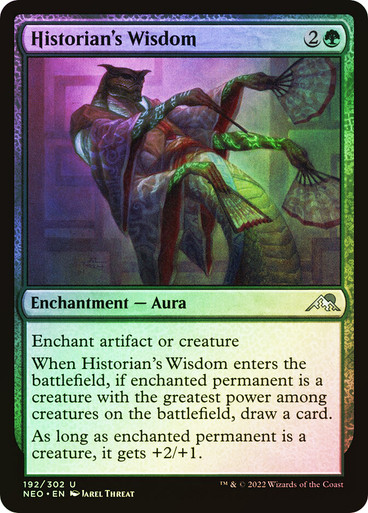 Historian's Wisdom 2
Enchantment — Aura
Enchant artifact or creature
When Historian's Wisdom enters the
battlefield, if enchanted permanent is a
creature with the greatest power among
creatures on the battlefield, draw a card.
As long as enchanted permanent is a
creature, it gets +2/+1.
192/302 U
NEO • EN Jarel Threat
™ & © 2022 Wizards of the Coast